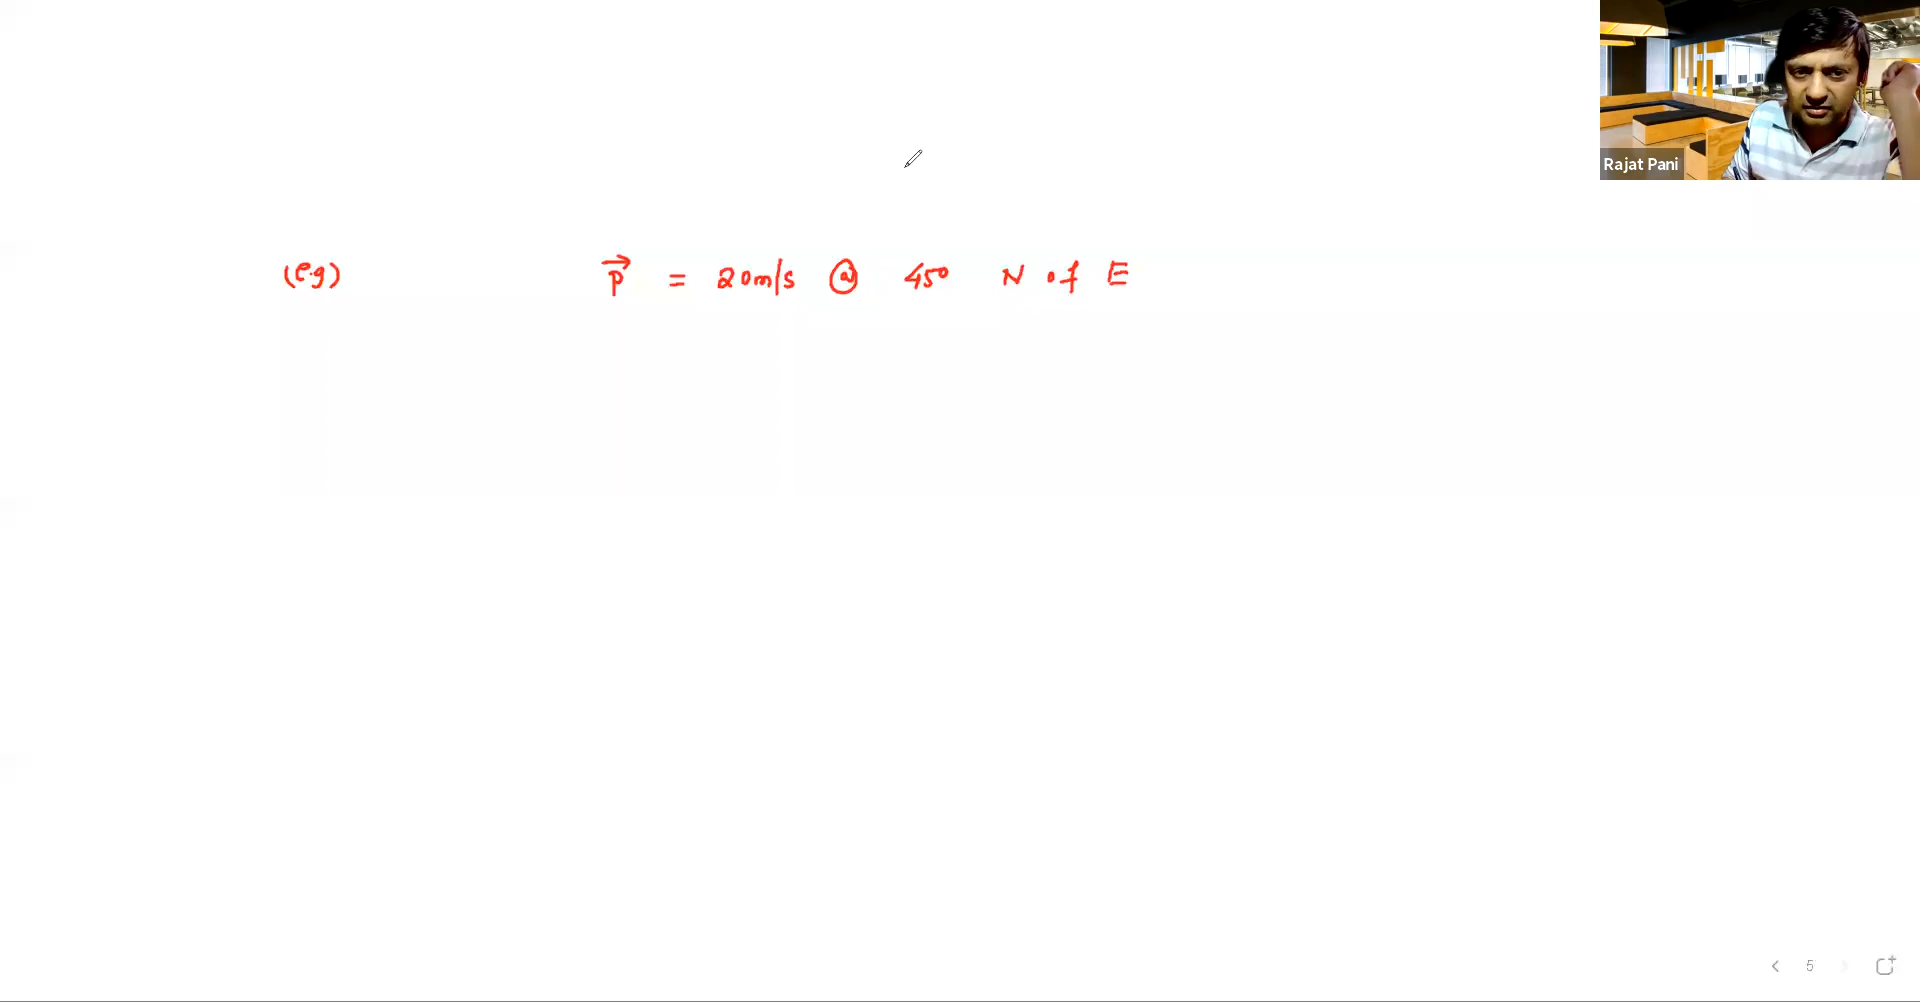 Rajat Pani
(e.g) p⃗ = 20m/s @ 45° N of E
5